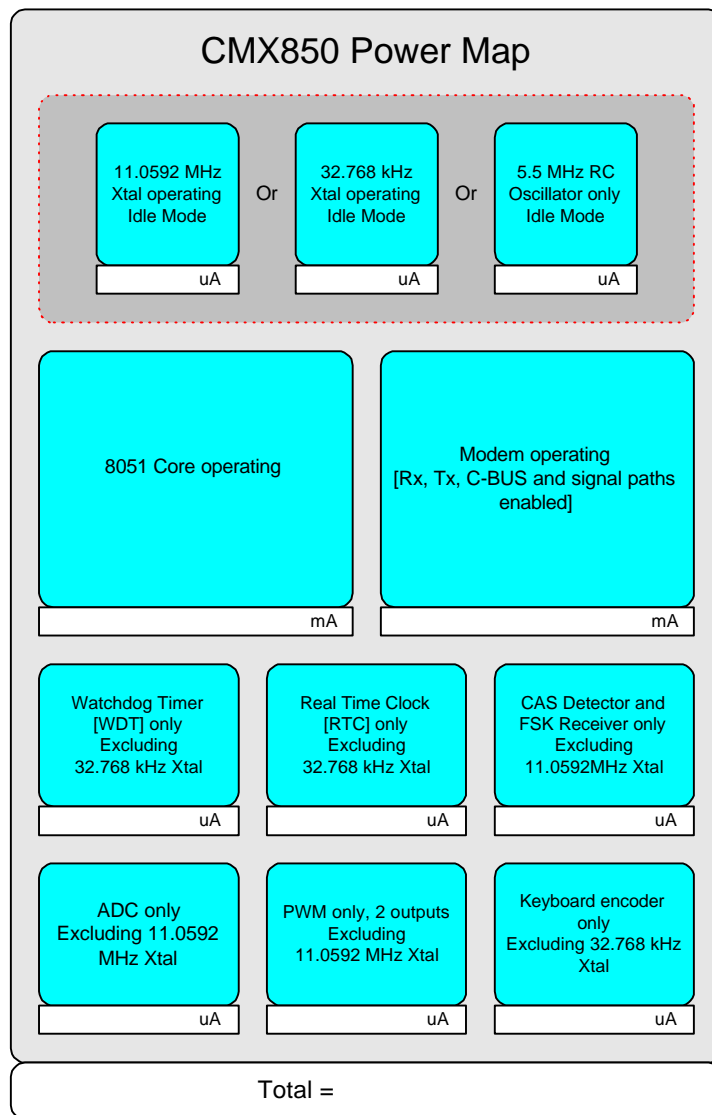 CMX850 Power Map
11.0592 MHz
Xtal operating
Idle Mode
uA
Or
32.768 kHz
Xtal operating
Idle Mode
uA
Or
5.5 MHz RC
Oscillator only
Idle Mode
uA
8051 Core operating
mA
Modem operating
[Rx, Tx, C-BUS and signal paths
enabled]
mA
Watchdog Timer
[WDT] only
Excluding
32.768 kHz Xtal
uA
Real Time Clock
[RTC] only
Excluding
32.768 kHz Xtal
uA
CAS Detector and
FSK Receiver only
Excluding
11.0592MHz Xtal
uA
ADC only
Excluding 11.0592
MHz Xtal
uA
PWM only, 2 outputs
Excluding
11.0592 MHz Xtal
uA
Keyboard encoder
only
Excluding 32.768 kHz
Xtal
uA
Total =